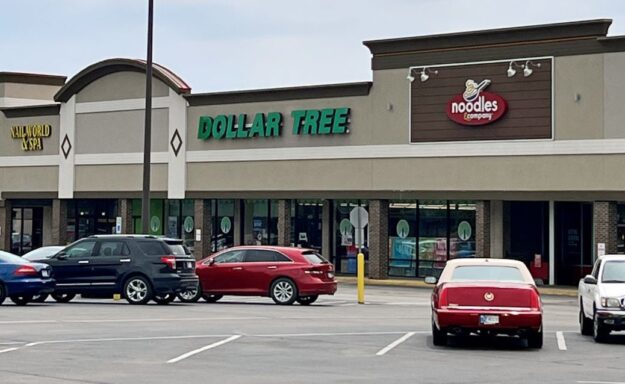 NAIL WORLD
& SPA
DOLLAR TREE
noodles
& company